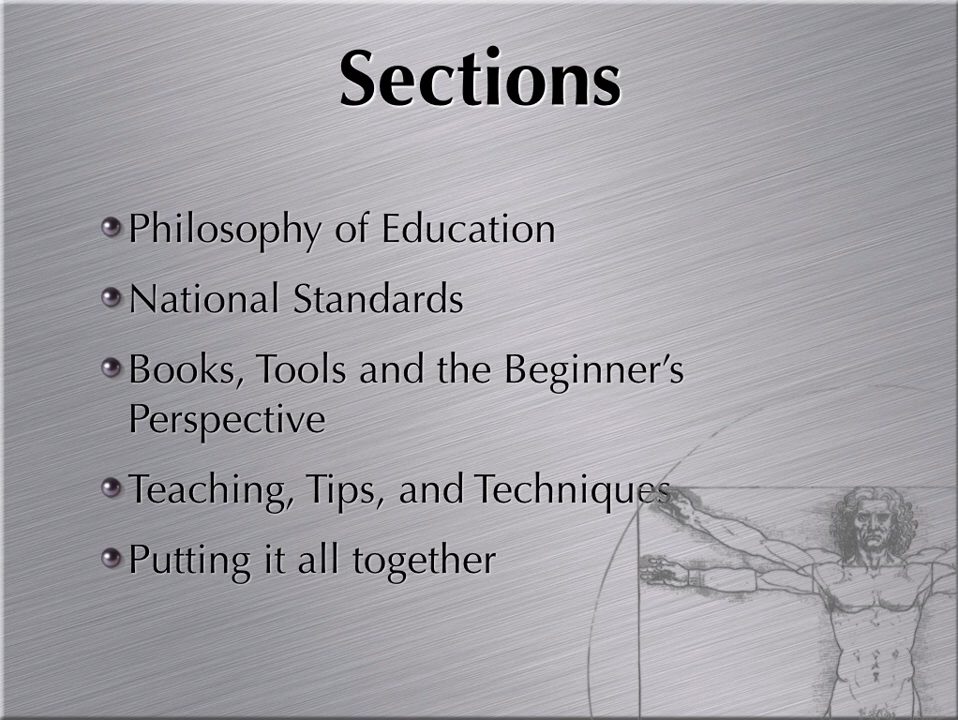 Sections
Philosophy of Education
National Standards
Books, Tools and the Beginner’s
Perspective
Teaching, Tips, and Techniques
Putting it all together